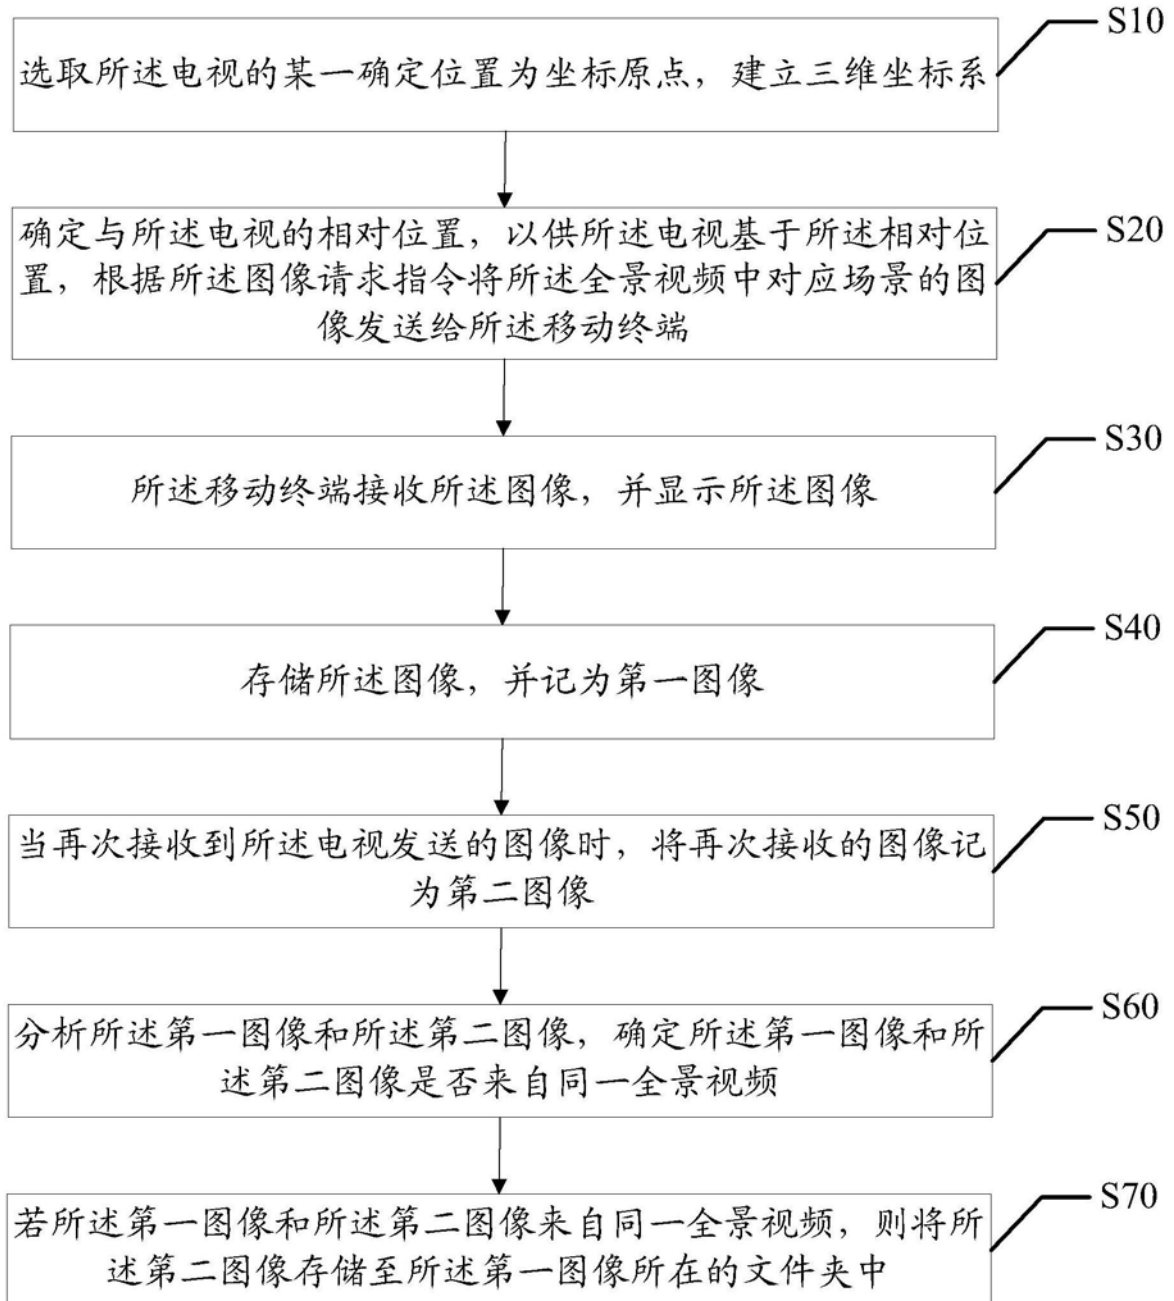 S10
选取所述电视的某一确定位置为坐标原点，建立三维坐标系
S20
确定与所述电视的相对位置，以供所述电视基于所述相对位
置，根据所述图像请求指令将所述全景视频中对应场景的图
像发送给所述移动终端
S30
所述移动终端接收所述图像，并显示所述图像
S40
存储所述图像，并记为第一图像
S50
当再次接收到所述电视发送的图像时，将再次接收的图像记
为第二图像
S60
分析所述第一图像和所述第二图像，确定所述第一图像和所
述第二图像是否来自同一全景视频
S70
若所述第一图像和所述第二图像来自同一全景视频，则将所
述第二图像存储至所述第一图像所在的文件夹中